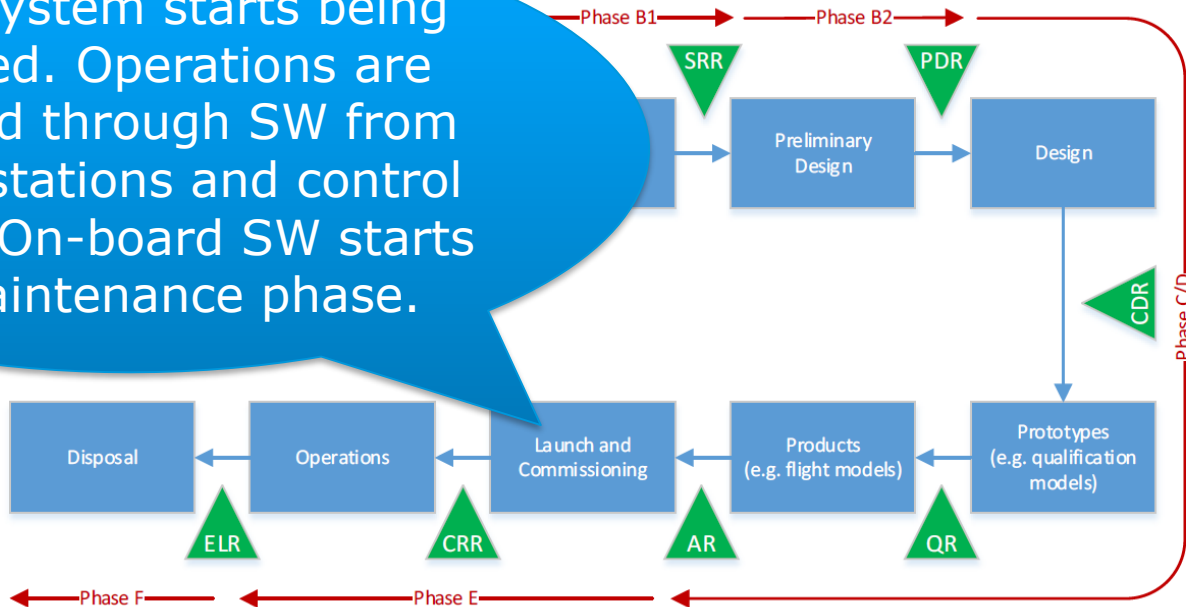 ystem starts being
ed. Operations are
d through SW from
stations and control
On-board SW starts
aintenance phase.
Phase B1
Phase B2
SRR
PDR
Preliminary
Design
Design
CDR
Phase C/D
Disposal
Operations
Launch and
Commissioning
Products
(e.g. flight models)
Prototypes
(e.g. qualification
models)
ELR
CRR
AR
QR
Phase F
Phase E